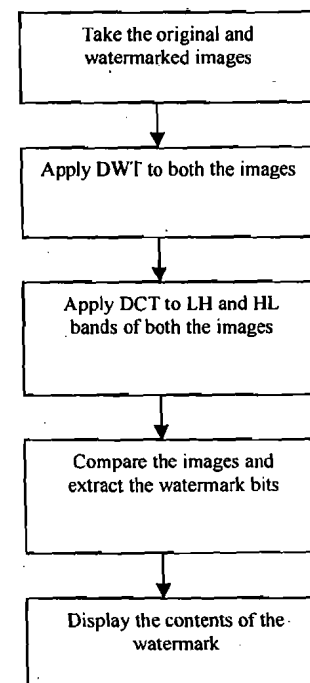 Take the original and
watermarked images
Apply DWT to both the images
Apply DCT to LH and HL
bands of both the images
Compare the images and
extract the watermark bits
Display the contents of the
watermark